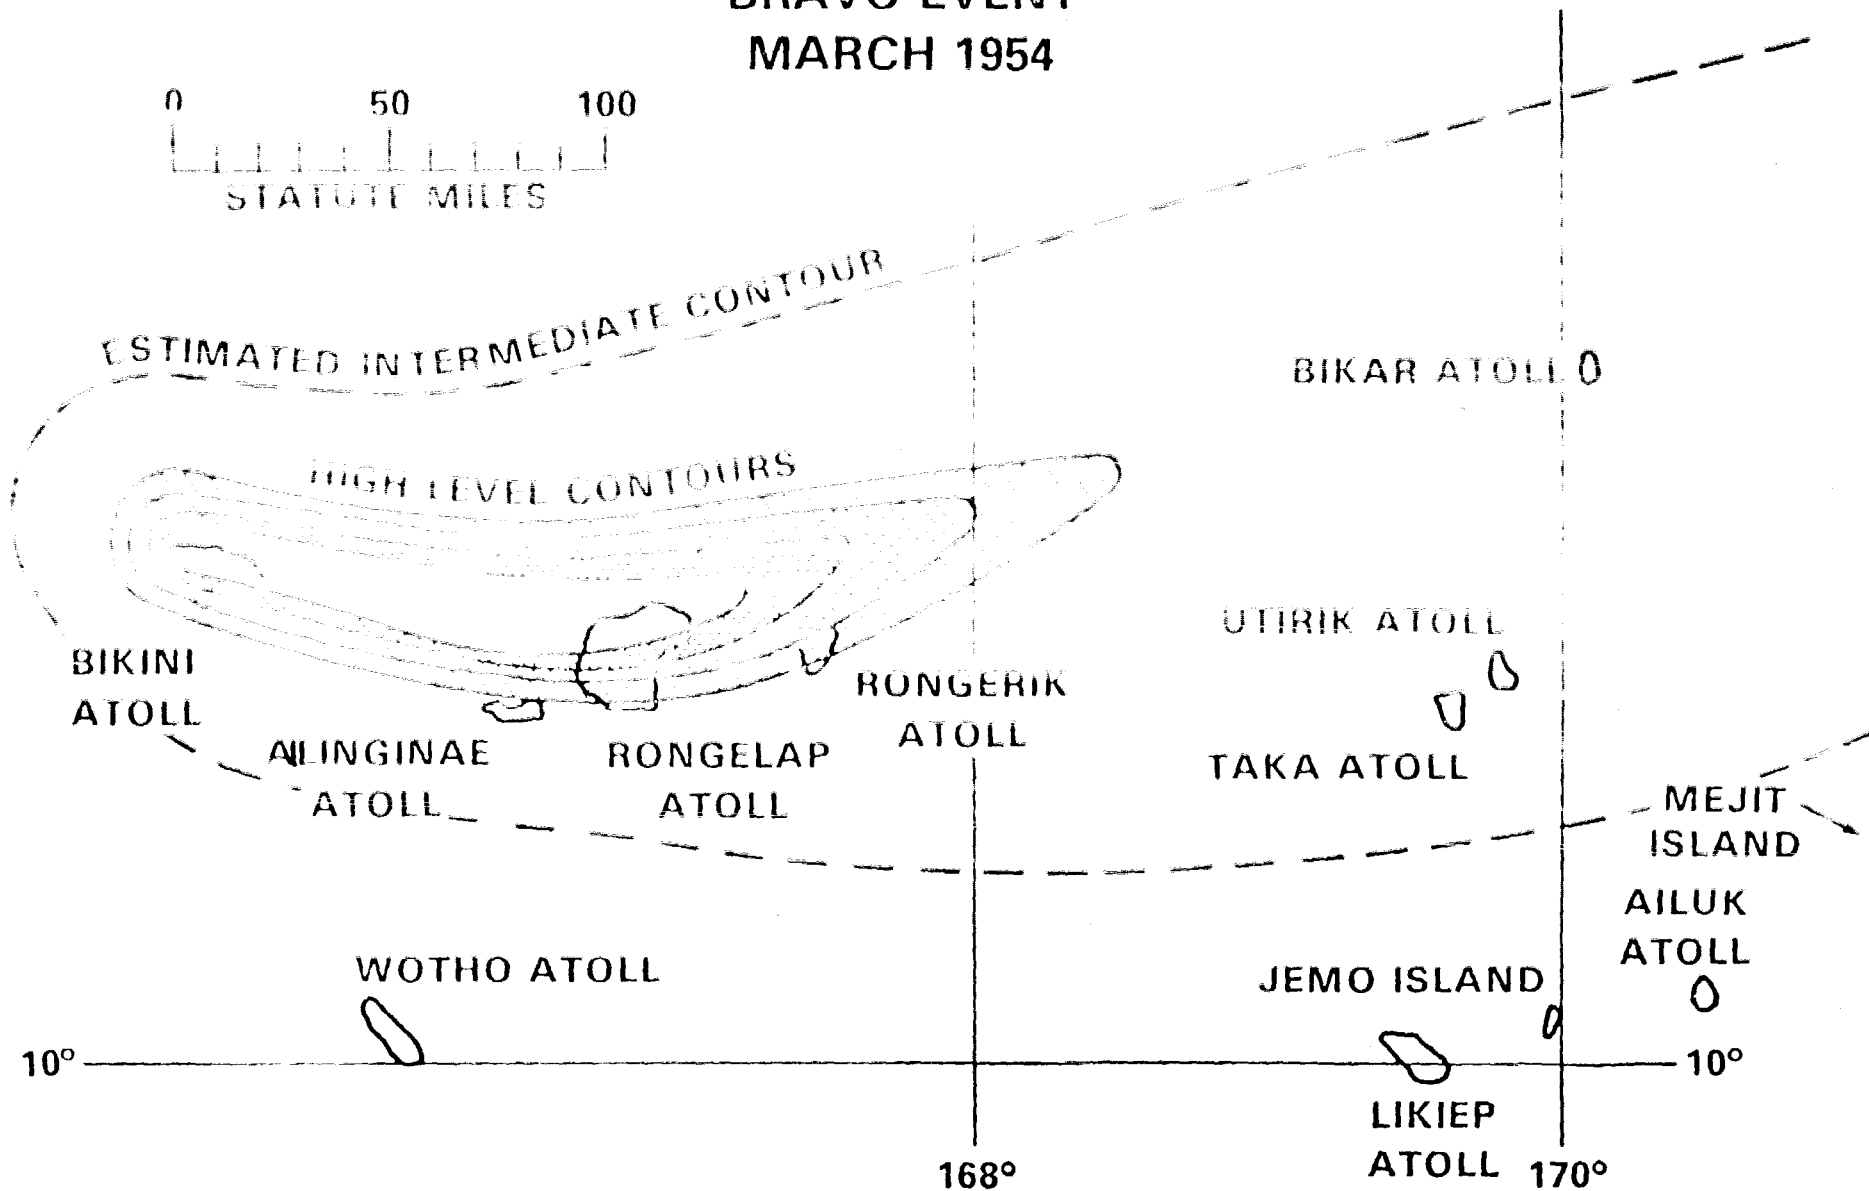 BRAVO EVENT
MARCH 1954
0 50 100
STATUTE MILES
ESTIMATED INTERMEDIATE CONTOUR
BIKAR ATOLL
HIGH LEVEL CONTOURS
UTIRIK ATOLL
BIKINI
ATOLL
RONGERIK
ATOLL
AILINGINAE
ATOLL
RONGELAP
ATOLL
TAKA ATOLL
MEJIT
ISLAND
AILUK
ATOLL
WOTHO ATOLL
JEMO ISLAND
10° 10°
LIKIEP
ATOLL
168° 170°